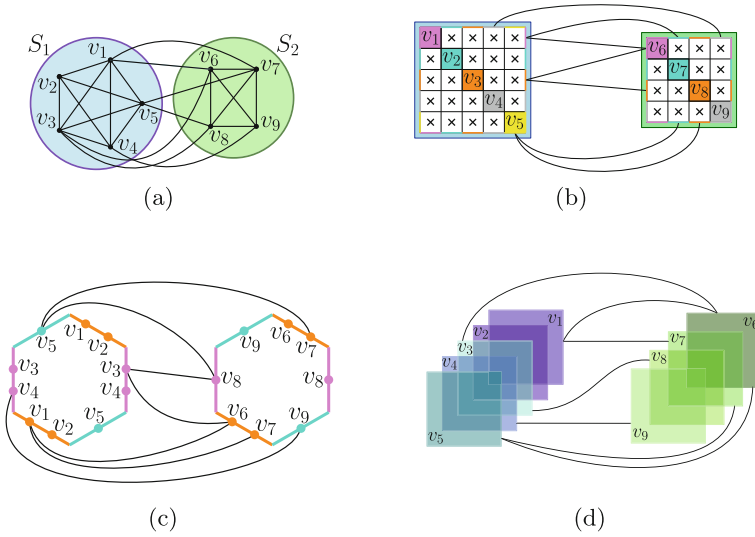 S₁ S₂
v₁
v₂
v₃
v₄
v₅
v₆
v₇
v₈
v₉
(a)
v₁ × × × ×
× v₂ × × ×
× × v₃ × ×
× × × v₄ ×
× × × × v₅
v₆ × × ×
× v₇ × ×
× × v₈ ×
× × × v₉
(b)
v₅
v₁
v₂
v₃
v₄
v₃
v₄
v₁
v₂
v₅
v₉
v₆
v₇
v₈
v₈
v₆
v₇
v₉
(c)
v₁
v₂
v₃
v₄
v₅
v₆
v₇
v₈
v₉
(d)